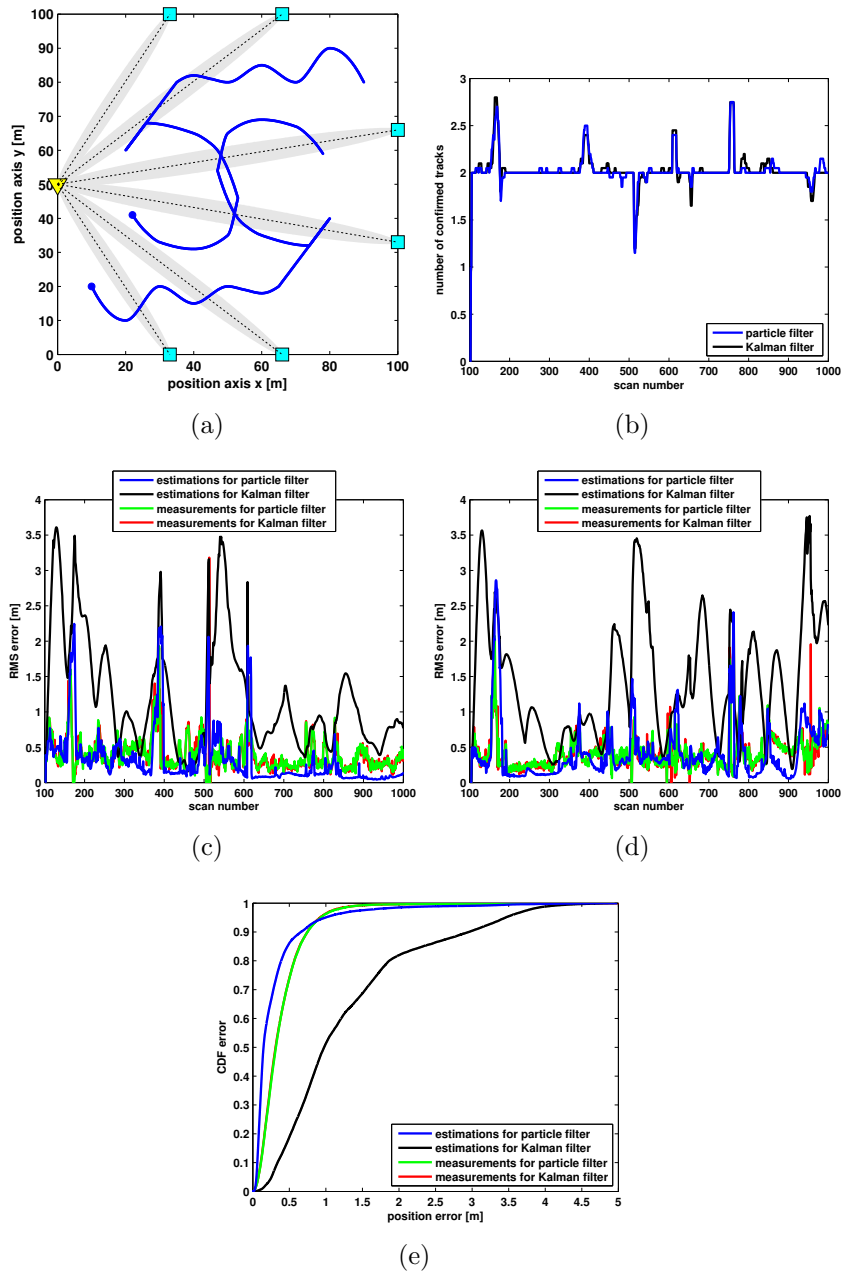 100
90
80
70
60
50
40
30
20
10
0
position axis y [m]
0 20 40 60 80 100
position axis x [m]
(a)
3
2.5
2
1.5
1
0.5
0
number of confirmed tracks
particle filter
Kalman filter
100 200 300 400 500 600 700 800 900 1000
scan number
(b)
estimations for particle filter
estimations for Kalman filter
measurements for particle filter
measurements for Kalman filter
4
3.5
3
2.5
2
1.5
1
0.5
0
RMS error [m]
100 200 300 400 500 600 700 800 900 1000
scan number
(c)
estimations for particle filter
estimations for Kalman filter
measurements for particle filter
measurements for Kalman filter
4
3.5
3
2.5
2
1.5
1
0.5
0
RMS error [m]
100 200 300 400 500 600 700 800 900 1000
scan number
(d)
1
0.9
0.8
0.7
0.6
0.5
0.4
0.3
0.2
0.1
0
CDF error
estimations for particle filter
estimations for Kalman filter
measurements for particle filter
measurements for Kalman filter
0 0.5 1 1.5 2 2.5 3 3.5 4 4.5 5
position error [m]
(e)